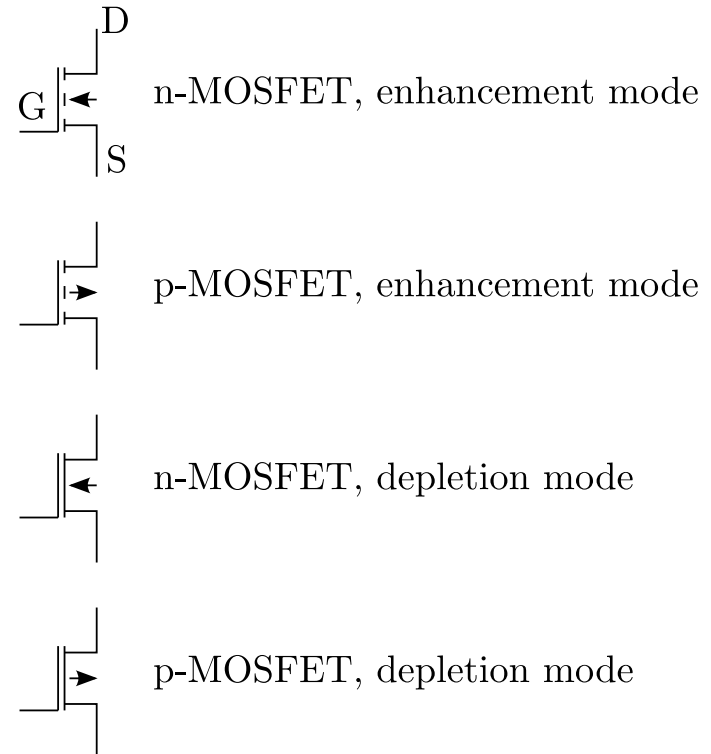 D
G
n-MOSFET, enhancement mode
S
p-MOSFET, enhancement mode
n-MOSFET, depletion mode
p-MOSFET, depletion mode